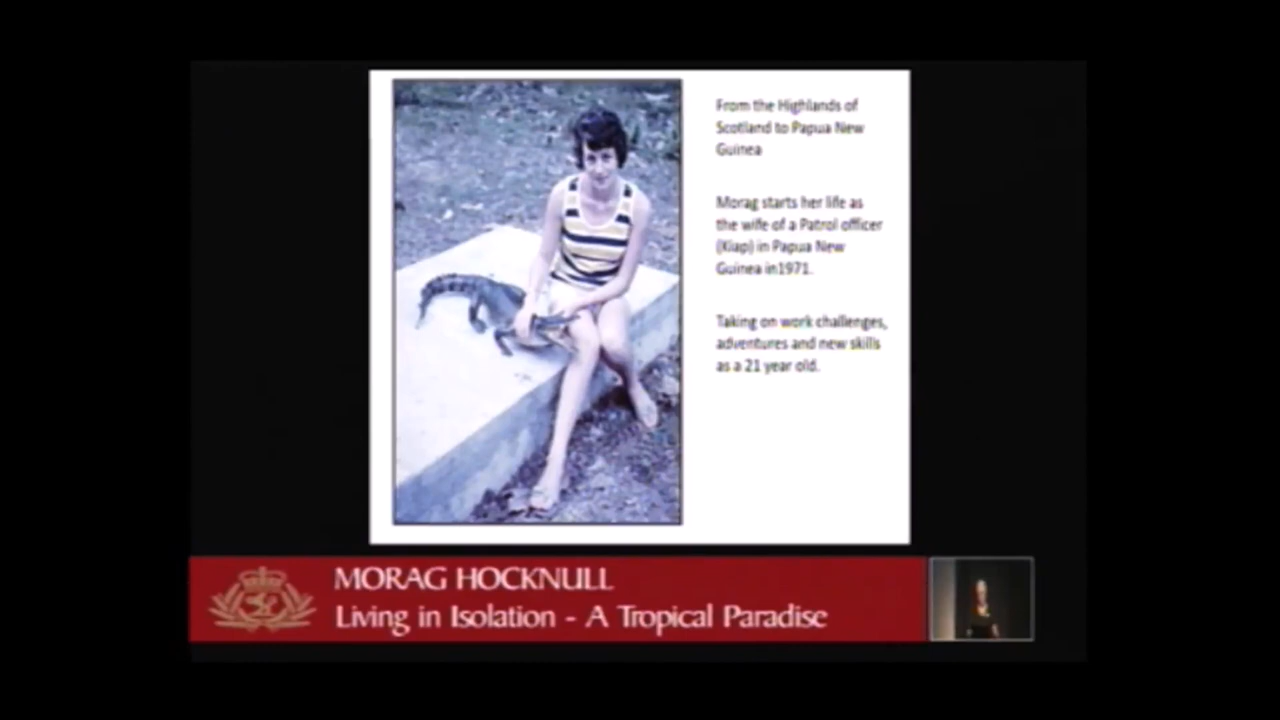 From the Highlands of
Scotland to Papua New
Guinea
Morag starts her life as
the wife of a Patrol officer
(Kiap) in Papua New
Guinea in1971.
Taking on work challenges,
adventures and new skills
as a 21 year old.
MORAG HOCKNULL
Living in Isolation - A Tropical Paradise